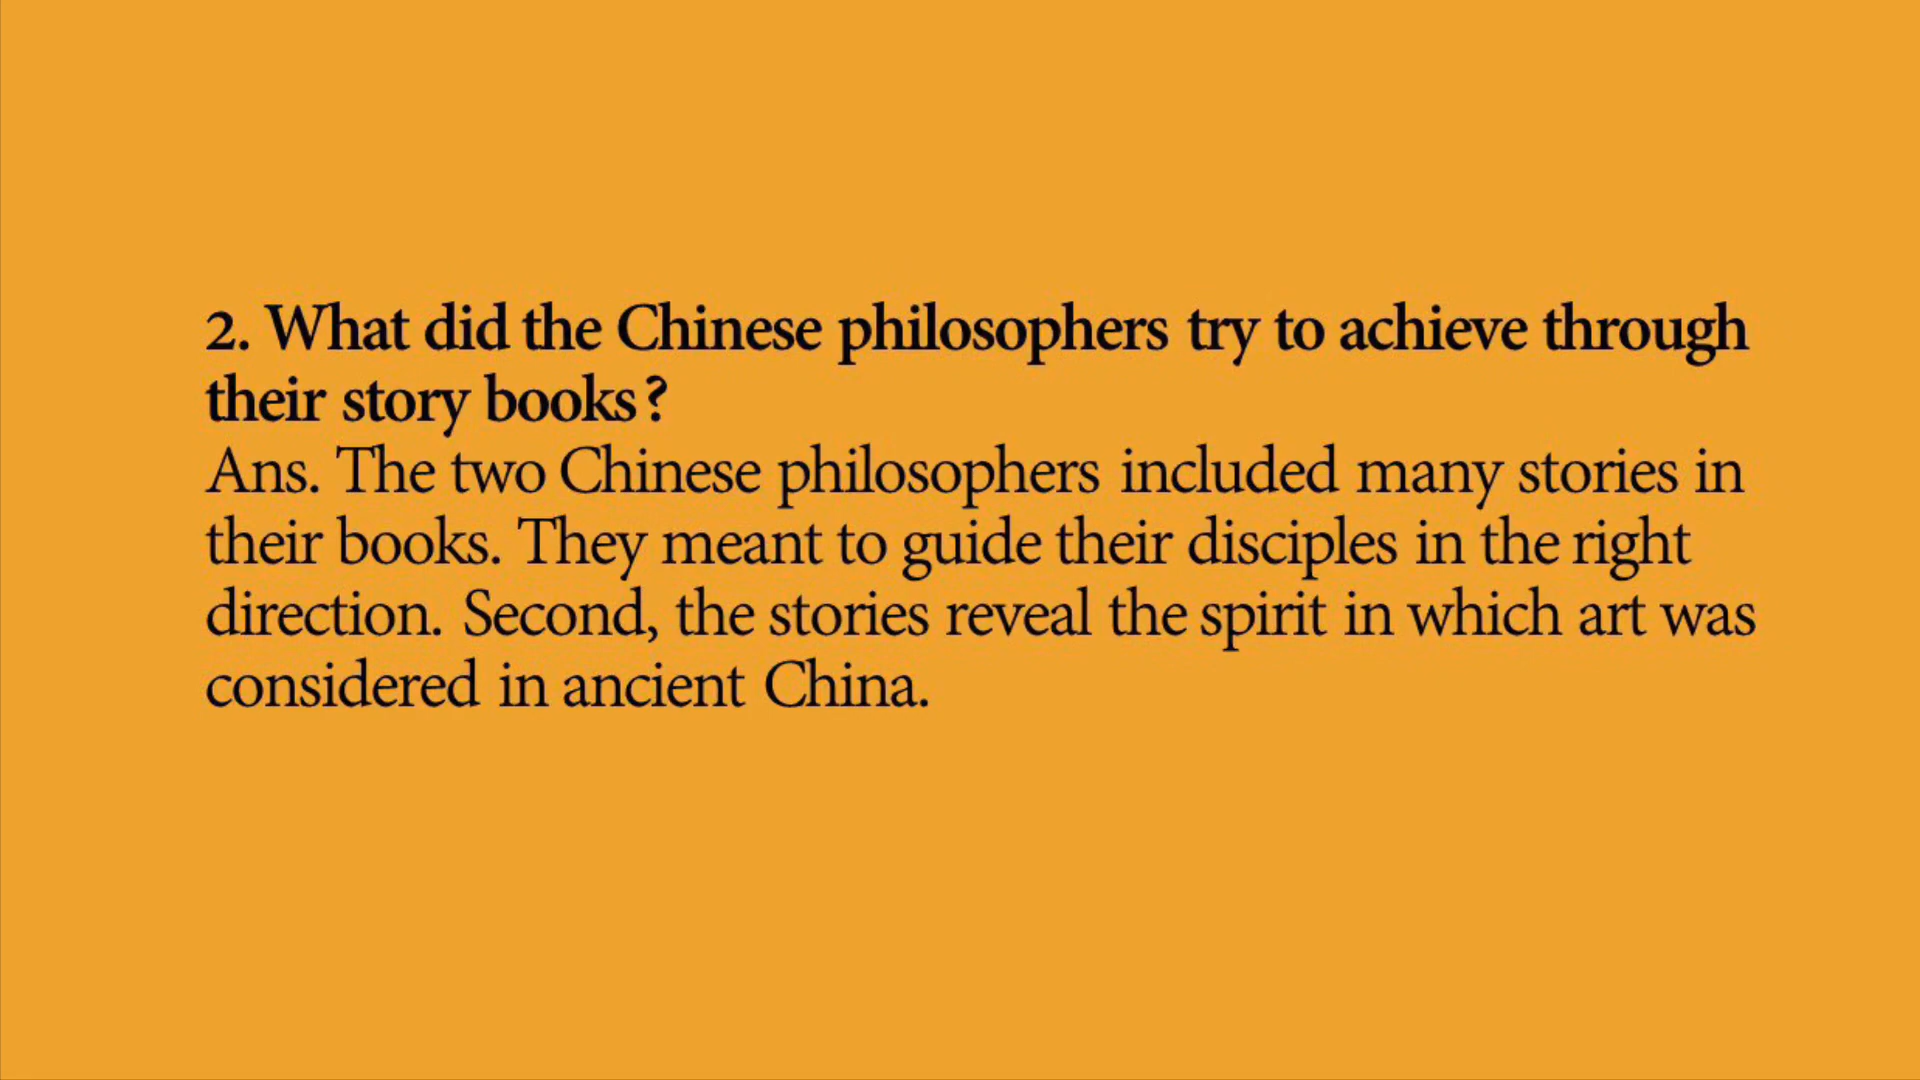 2. What did the Chinese philosophers try to achieve through
their story books?
Ans. The two Chinese philosophers included many stories in
their books. They meant to guide their disciples in the right
direction. Second, the stories reveal the spirit in which art was
considered in ancient China.